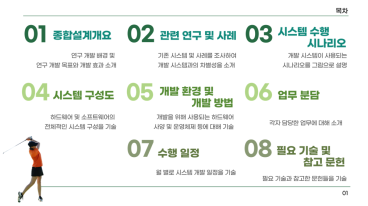 목차
01 종합설계개요
연구 개발 배경 및
연구 개발 목표와 개발 효과 소개
02 관련 연구 및 사례
기존 시스템 및 사례를 조사하여
개발 시스템과의 차별성을 소개
03 시스템 수행
시나리오
개발 시스템이 사용되는
시나리오를 그림으로 설명
04 시스템 구성도
하드웨어 및 소프트웨어의
전체적인 시스템 구성을 기술
05 개발 환경 및
개발 방법
개발을 위해 사용되는 하드웨어
사양 및 운영체제 등에 대해 기술
06 업무 분담
각자 담당한 업무에 대해 소개
07 수행 일정
월 별로 시스템 개발 일정을 기술
08 필요 기술 및
참고 문헌
필요 기술과 참고한 문헌들을 기술
01